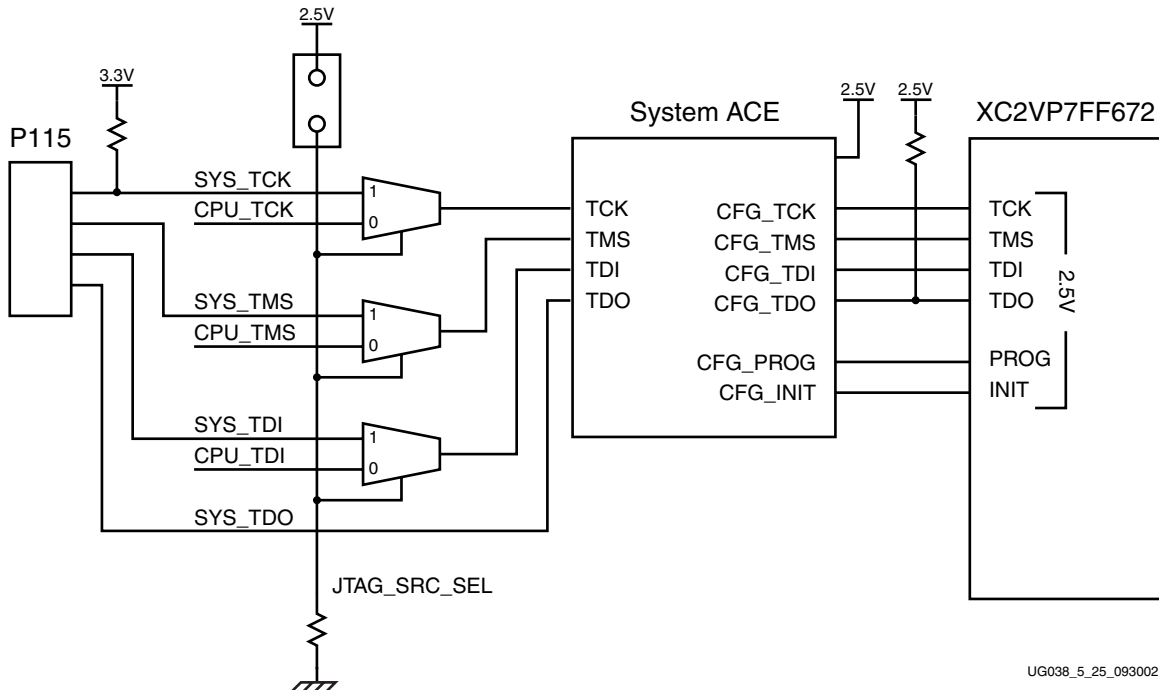 2.5V
3.3V
P115
SYS_TCK
CPU_TCK
1
0
SYS_TMS
CPU_TMS
1
0
SYS_TDI
CPU_TDI
1
0
SYS_TDO
JTAG_SRC_SEL
System ACE
2.5V
2.5V
XC2VP7FF672
TCK
TMS
TDI
TDO
CFG_TCK
CFG_TMS
CFG_TDI
CFG_TDO
CFG_PROG
CFG_INIT
TCK
TMS
TDI
TDO
PROG
INIT
2.5V
UG038_5_25_093002